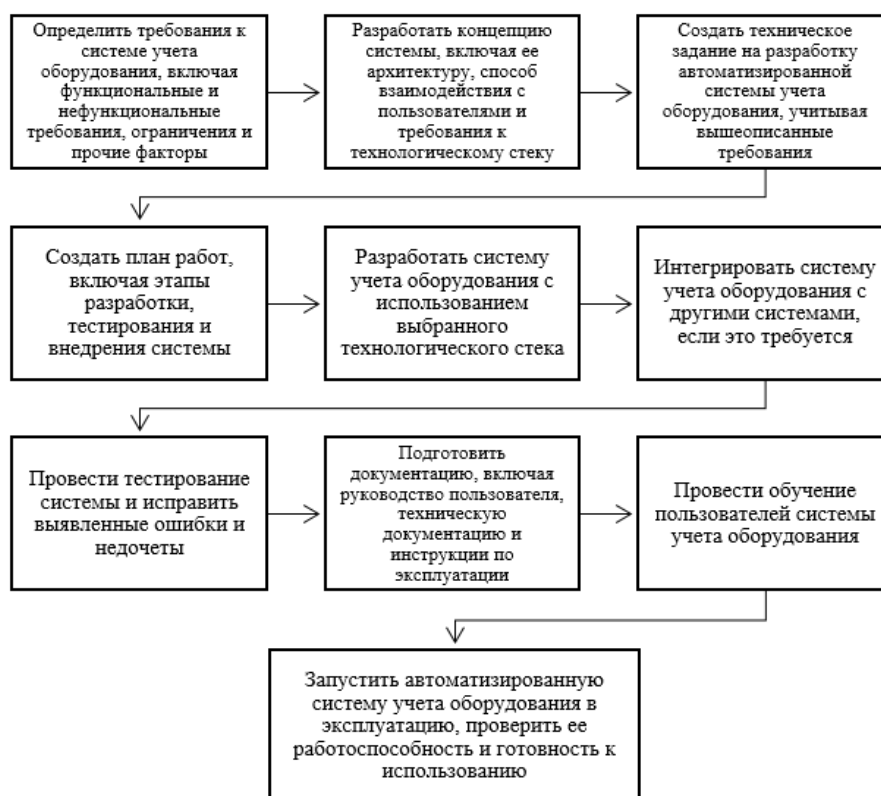 Определить требования к
системе учета
оборудования, включая
функциональные и
нефункциональные
требования, ограничения и
прочие факторы
Разработать концепцию
системы, включая ее
архитектуру, способ
взаимодействия с
пользователями и
требования к
технологическому стеку
Создать техническое
задание на разработку
автоматизированной
системы учета
оборудования, учитывая
вышеописанные
требования
Создать план работ,
включая этапы
разработки,
тестирования и
внедрения системы
Разработать систему
учета оборудования с
использованием
выбранного
технологического стека
Интегрировать систему
учета оборудования с
другими системами,
если это требуется
Провести тестирование
системы и исправить
выявленные ошибки и
недочеты
Подготовить
документацию, включая
руководство пользователя,
техническую
документацию и
инструкции по
эксплуатации
Провести обучение
пользователей системы
учета оборудования
Запустить автоматизированную
систему учета оборудования в
эксплуатацию, проверить ее
работоспособность и готовность к
использованию